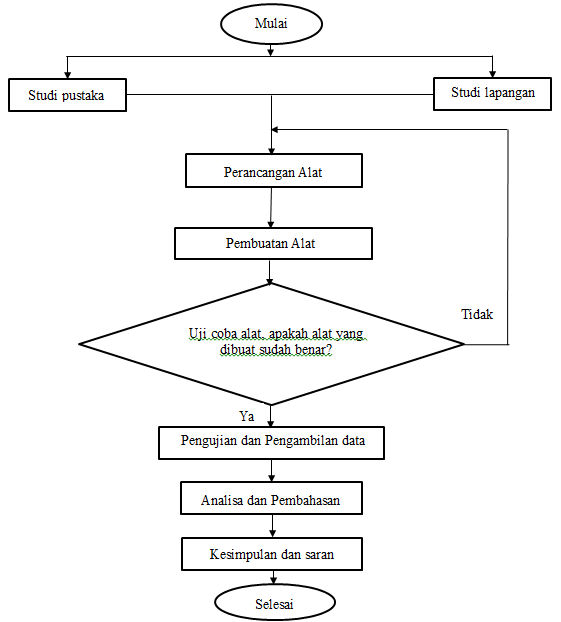 Mulai
Studi pustaka
Studi lapangan
Perancangan Alat
Pembuatan Alat
Uji coba alat, apakah alat yang
dibuat sudah benar?
Tidak
Ya
Pengujian dan Pengambilan data
Analisa dan Pembahasan
Kesimpulan dan saran
Selesai